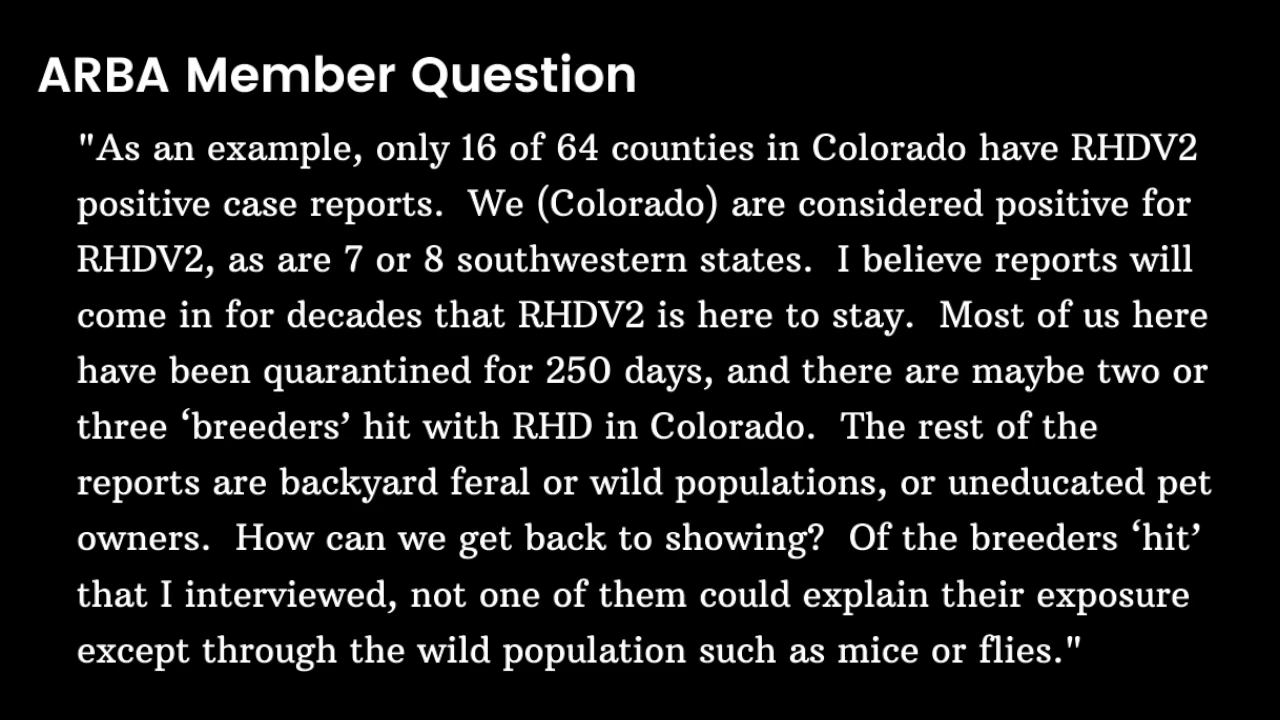 ARBA Member Question
"As an example, only 16 of 64 counties in Colorado have RHDV2
positive case reports.  We (Colorado) are considered positive for
RHDV2, as are 7 or 8 southwestern states.  I believe reports will
come in for decades that RHDV2 is here to stay.  Most of us here
have been quarantined for 250 days, and there are maybe two or
three ‘breeders’ hit with RHD in Colorado.  The rest of the
reports are backyard feral or wild populations, or uneducated pet
owners.  How can we get back to showing?  Of the breeders ‘hit’
that I interviewed, not one of them could explain their exposure
except through the wild population such as mice or flies."